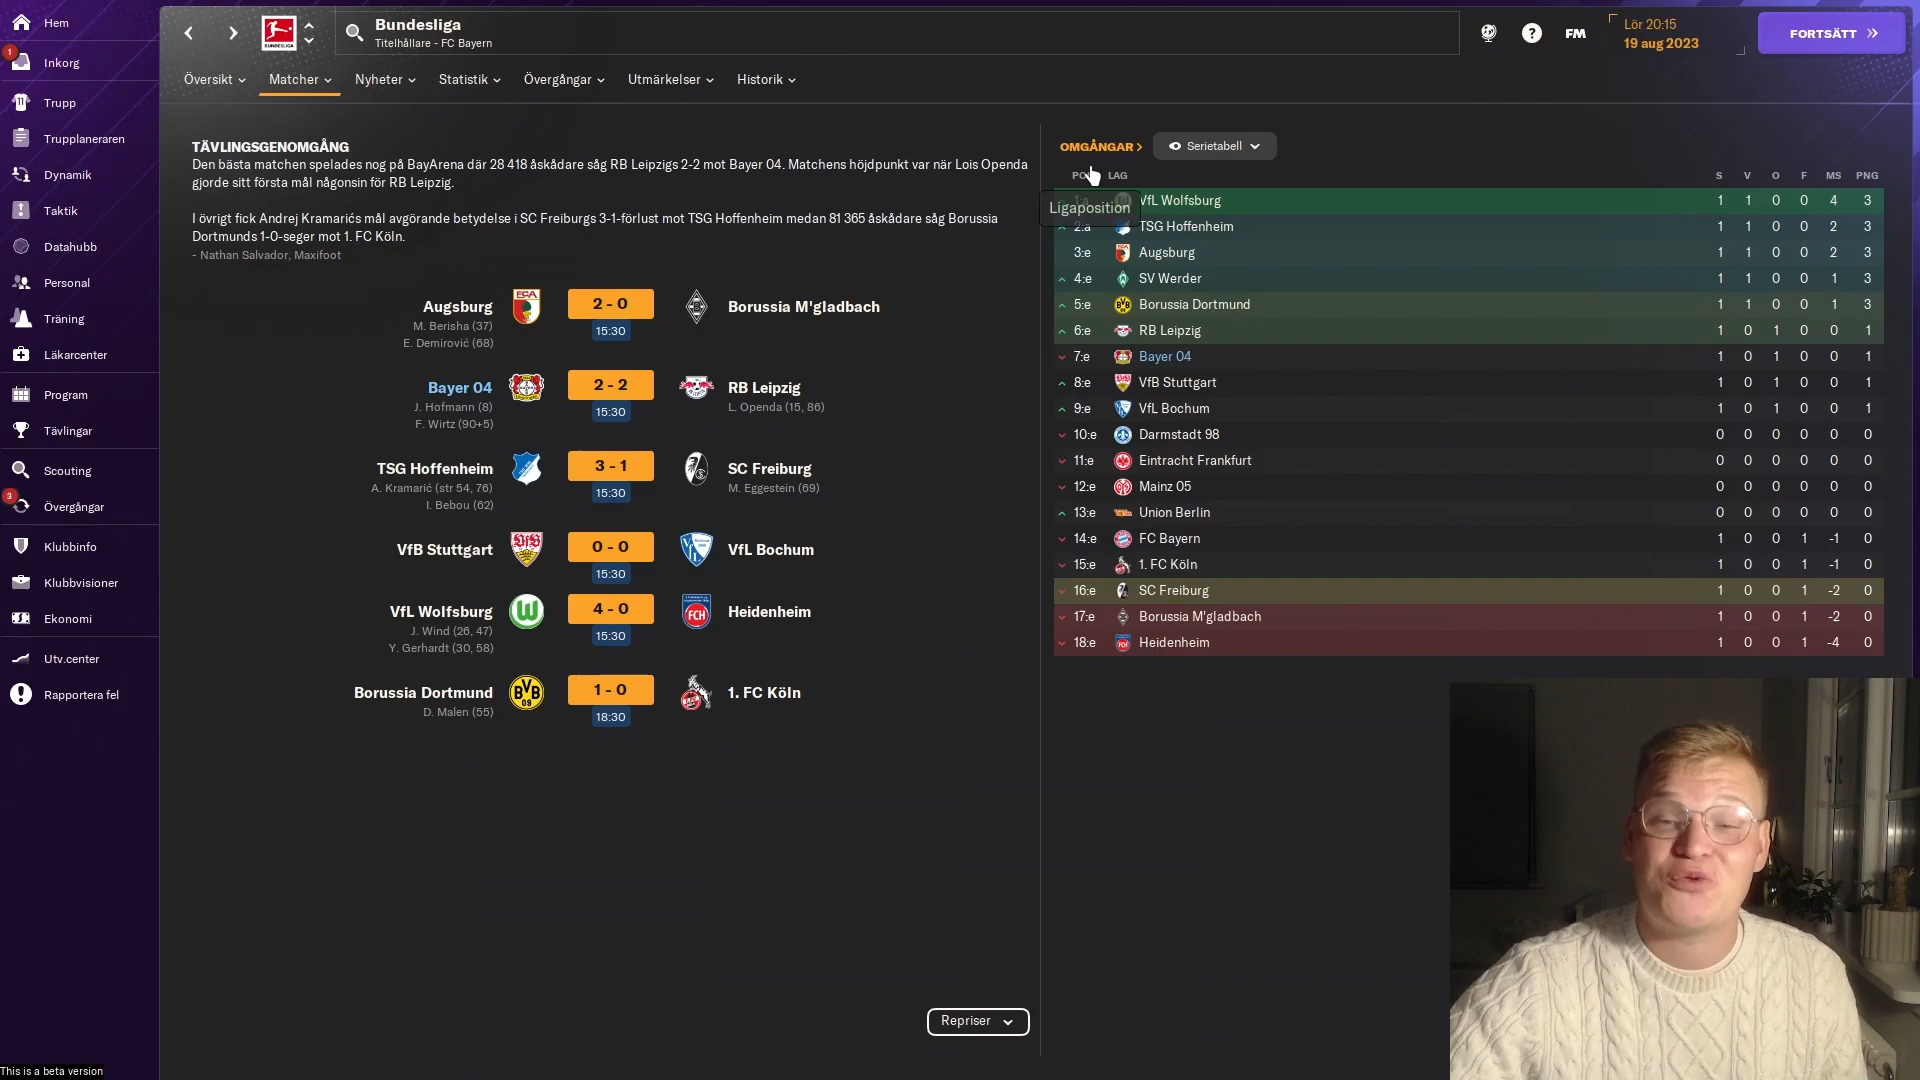 Hem
1
Inkorg
Trupp
Trupplaneraren
Dynamik
Taktik
Datahubb
Personal
Träning
Läkarcenter
Program
Tävlingar
Scouting
3
Övergångar
Klubbinfo
Klubbvisioner
Ekonomi
Utv.center
Rapportera fel
This is a beta version
BUNDESLIGA
Bundesliga
Titelhållare - FC Bayern
FM
Lör 20:15
19 aug 2023
FORTSÄTT
Översikt Matcher Nyheter Statistik Övergångar Utmärkelser Historik
TÄVLINGSGENOMGÅNG
Den bästa matchen spelades nog på BayArena där 28 418 åskådare såg RB Leipzigs 2-2 mot Bayer 04. Matchens höjdpunkt var när Lois Openda
gjorde sitt första mål någonsin för RB Leipzig.
I övrigt fick Andrej Kramarićs mål avgörande betydelse i SC Freiburgs 3-1-förlust mot TSG Hoffenheim medan 81 365 åskådare såg Borussia
Dortmunds 1-0-seger mot 1. FC Köln.
- Nathan Salvador, Maxifoot
Augsburg 2 - 0 Borussia M'gladbach
M. Berisha (37) 15:30
E. Demirović (68)
Bayer 04 2 - 2 RB Leipzig
J. Hofmann (8) 15:30 L. Openda (15, 86)
F. Wirtz (90+5)
TSG Hoffenheim 3 - 1 SC Freiburg
A. Kramarić (str 54, 76) 15:30 M. Eggestein (69)
I. Bebou (62)
VfB Stuttgart 0 - 0 VfL Bochum
15:30
VfL Wolfsburg 4 - 0 Heidenheim
J. Wind (26, 47) 15:30
Y. Gerhardt (30, 58)
Borussia Dortmund 1 - 0 1. FC Köln
D. Malen (55) 18:30
Repriser
OMGÅNGAR Serietabell
LAG S V O F MS PNG
Ligaposition
VfL Wolfsburg 1 1 0 0 4 3
2:a TSG Hoffenheim 1 1 0 0 2 3
3:e Augsburg 1 1 0 0 2 3
4:e SV Werder 1 1 0 0 1 3
5:e Borussia Dortmund 1 1 0 0 1 3
6:e RB Leipzig 1 0 1 0 0 1
7:e Bayer 04 1 0 1 0 0 1
8:e VfB Stuttgart 1 0 1 0 0 1
9:e VfL Bochum 1 0 1 0 0 1
10:e Darmstadt 98 0 0 0 0 0 0
11:e Eintracht Frankfurt 0 0 0 0 0 0
12:e Mainz 05 0 0 0 0 0 0
13:e Union Berlin 0 0 0 0 0 0
14:e FC Bayern 1 0 0 1 -1 0
15:e 1. FC Köln 1 0 0 1 -1 0
16:e SC Freiburg 1 0 0 1 -2 0
17:e Borussia M'gladbach 1 0 0 1 -2 0
18:e Heidenheim 1 0 0 1 -4 0